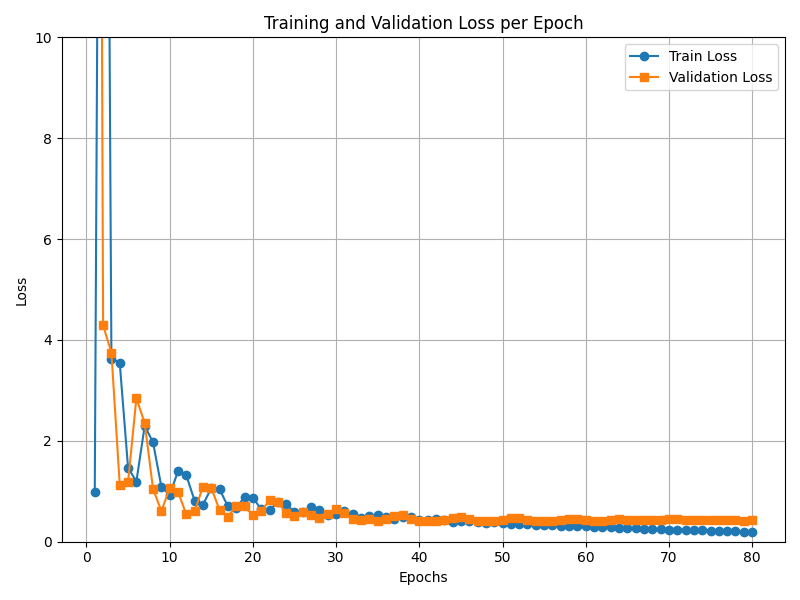 Training and Validation Loss per Epoch
10
8
6
4
2
0
Loss
Train Loss
Validation Loss
0 10 20 30 40 50 60 70 80
Epochs